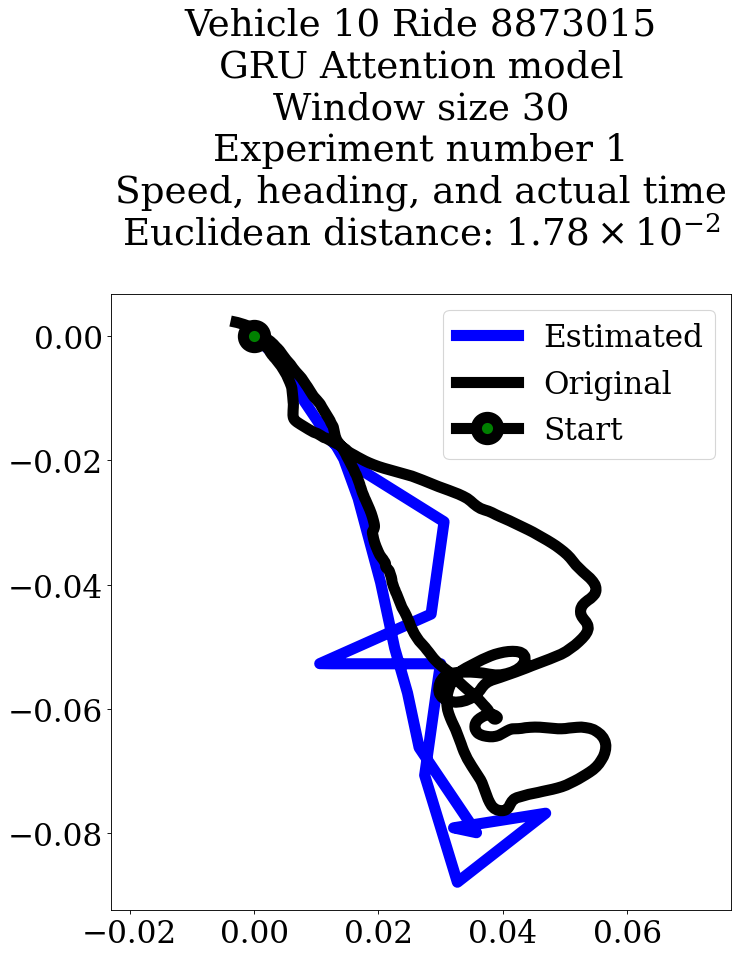 Vehicle 10 Ride 8873015
GRU Attention model
Window size 30
Experiment number 1
Speed, heading, and actual time
Euclidean distance: 1.78 × 10⁻²
Estimated
Original
Start
0.00
−0.02
−0.04
−0.06
−0.08
−0.02 0.00 0.02 0.04 0.06